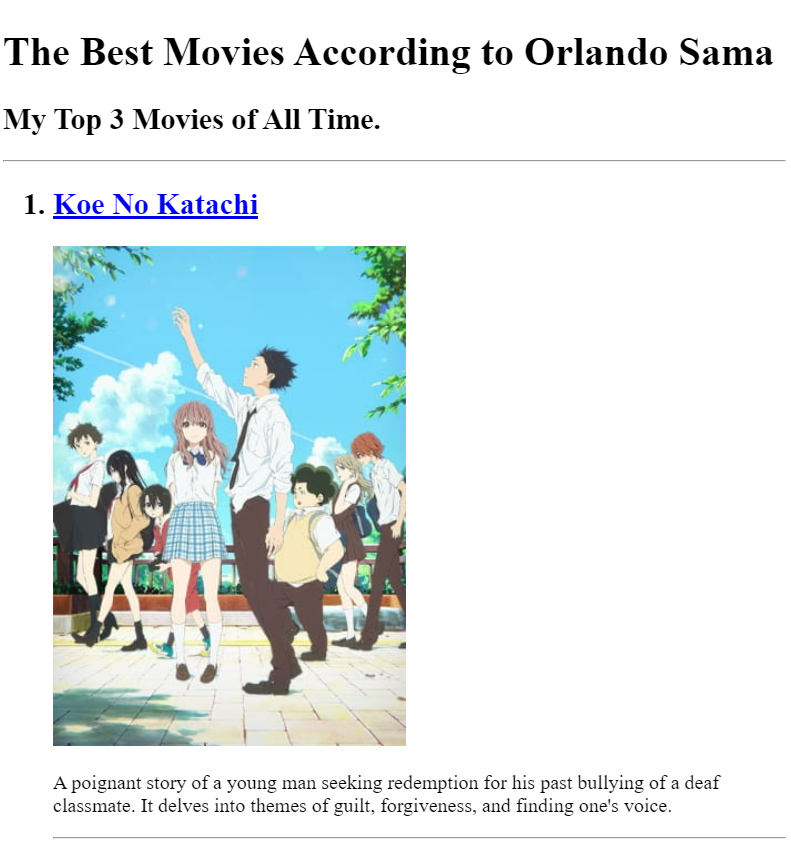 The Best Movies According to Orlando Sama
My Top 3 Movies of All Time.
1. Koe No Katachi
A poignant story of a young man seeking redemption for his past bullying of a deaf
classmate. It delves into themes of guilt, forgiveness, and finding one's voice.